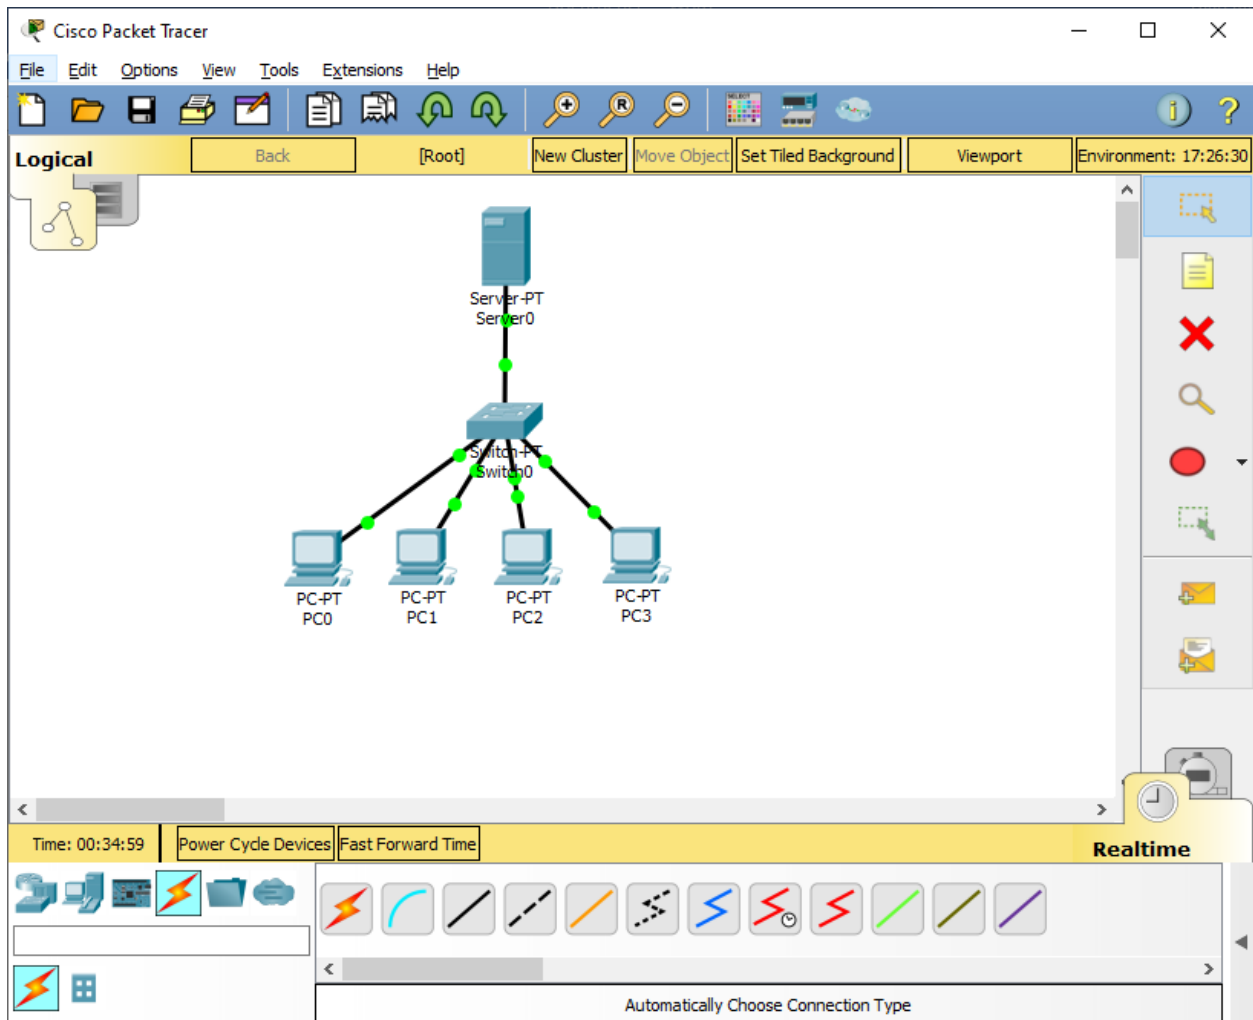 Cisco Packet Tracer
File Edit Options View Tools Extensions Help
SELECT
R
i ?
Logical Back [Root] New Cluster Move Object Set Tiled Background Viewport Environment: 17:26:30
Server-PT
Server0
Switch-PT
Switch0
PC-PT PC-PT PC-PT PC-PT
PC0 PC1 PC2 PC3
Time: 00:34:59 Power Cycle Devices Fast Forward Time Realtime
Automatically Choose Connection Type